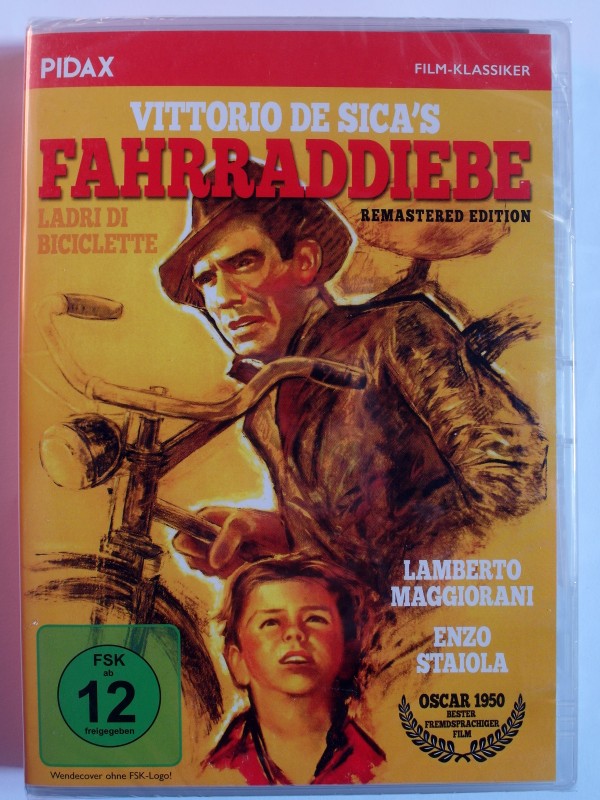 PIDAX
FILM-KLASSIKER
VITTORIO DE SICA'S
FAHRRADDIEBE
LADRI DI
BICICLETTE
REMASTERED EDITION
LAMBERTO
MAGGIORANI
ENZO
STAIOLA
FSK
ab
12
freigegeben
OSCAR 1950
BESTER
FREMDSPRACHIGER
FILM
Wendecover ohne FSK-Logo!